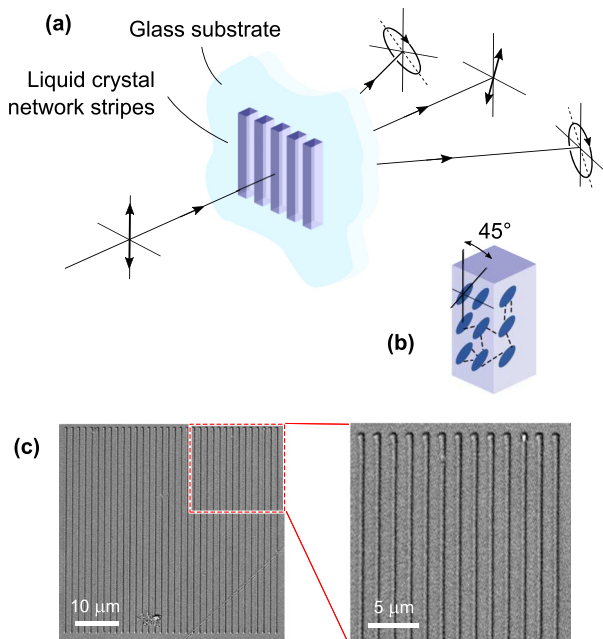 (a)
Glass substrate
Liquid crystal
network stripes
45°
(b)
(c)
10 μm
5 μm